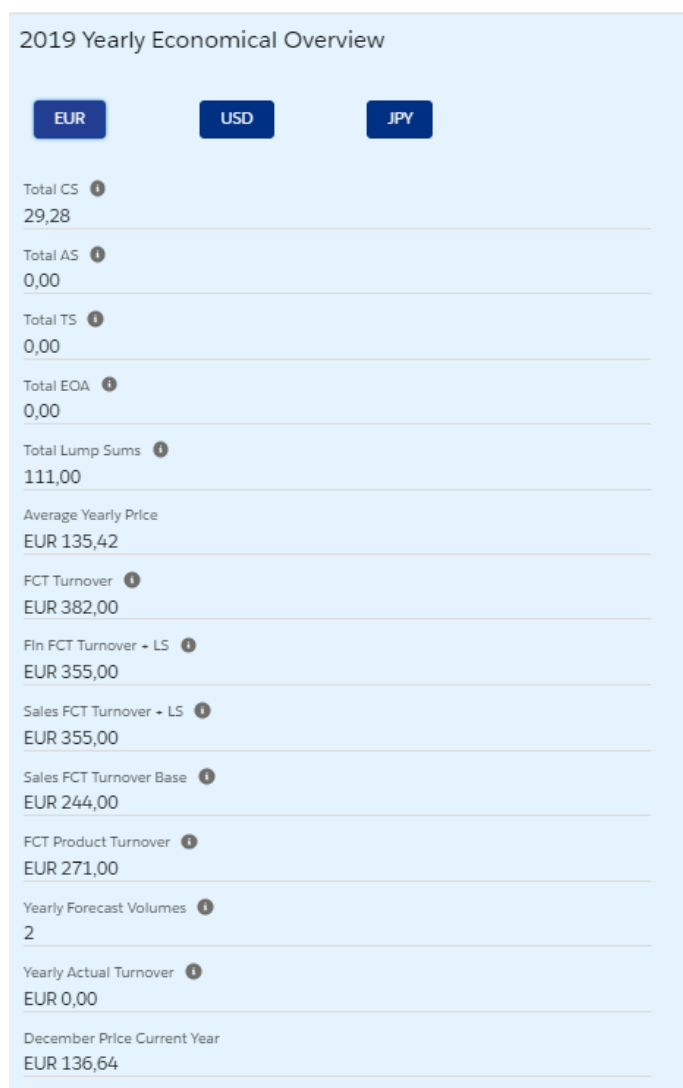 2019 Yearly Economical Overview
EUR USD JPY
Total CS
29,28
Total AS
0,00
Total TS
0,00
Total EOA
0,00
Total Lump Sums
111,00
Average Yearly Price
EUR 135,42
FCT Turnover
EUR 382,00
Fin FCT Turnover + LS
EUR 355,00
Sales FCT Turnover + LS
EUR 355,00
Sales FCT Turnover Base
EUR 244,00
FCT Product Turnover
EUR 271,00
Yearly Forecast Volumes
2
Yearly Actual Turnover
EUR 0,00
December Price Current Year
EUR 136,64